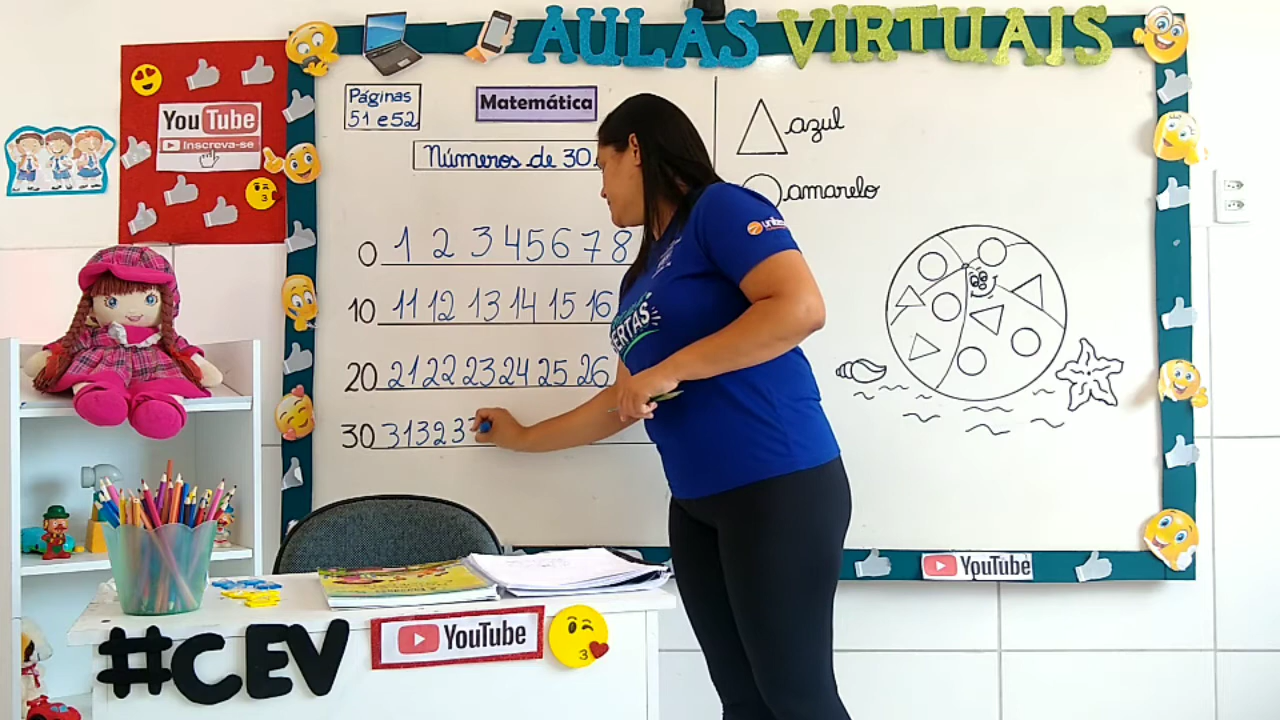 AULAS VIRTUAIS
YouTube
Inscreva-se
Páginas
51 e 52
Matemática
Números de 30
0 1 2 3 4 5 6 7 8
10 11 12 13 14 15 16
20 21 22 23 24 25 26
30 31 32 3
azul
amarelo
ERTAS
YouTube
#CEV
YouTube